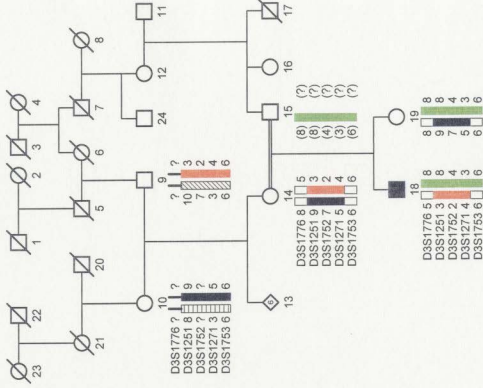 1
2
3
4
8
23
22
20
5
6
7
11
21
12
24
17
10
9
16
15
D3S1776 ? ? ? ?
D3S1251 8 9 10 3
D3S1752 ? 7 7 2
D3S1271 3 5 3 4
D3S1753 6 6 6 6
6
13
14
D3S1776 8 5 (8) (?)
D3S1251 9 3 (8) (?)
D3S1752 7 2 (4) (?)
D3S1271 5 4 (3) (?)
D3S1753 6 6 (6) (?)
18
19
D3S1776 5 8 8 8
D3S1251 3 8 9 8
D3S1752 2 4 7 4
D3S1271 4 3 5 3
D3S1753 6 6 6 6